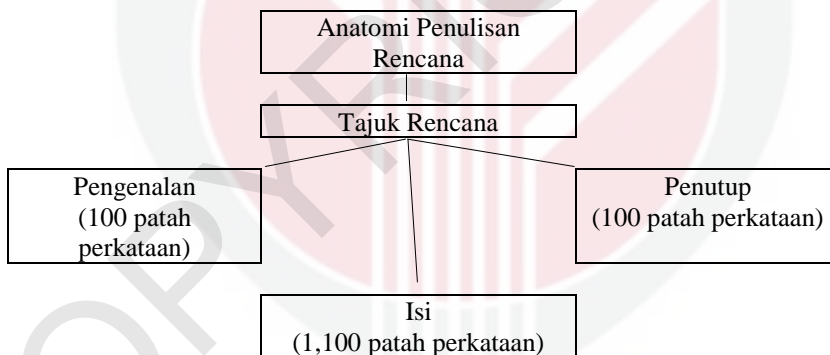 Anatomi Penulisan
Rencana
Tajuk Rencana
Pengenalan
(100 patah
perkataan)
Penutup
(100 patah perkataan)
Isi
(1,100 patah perkataan)